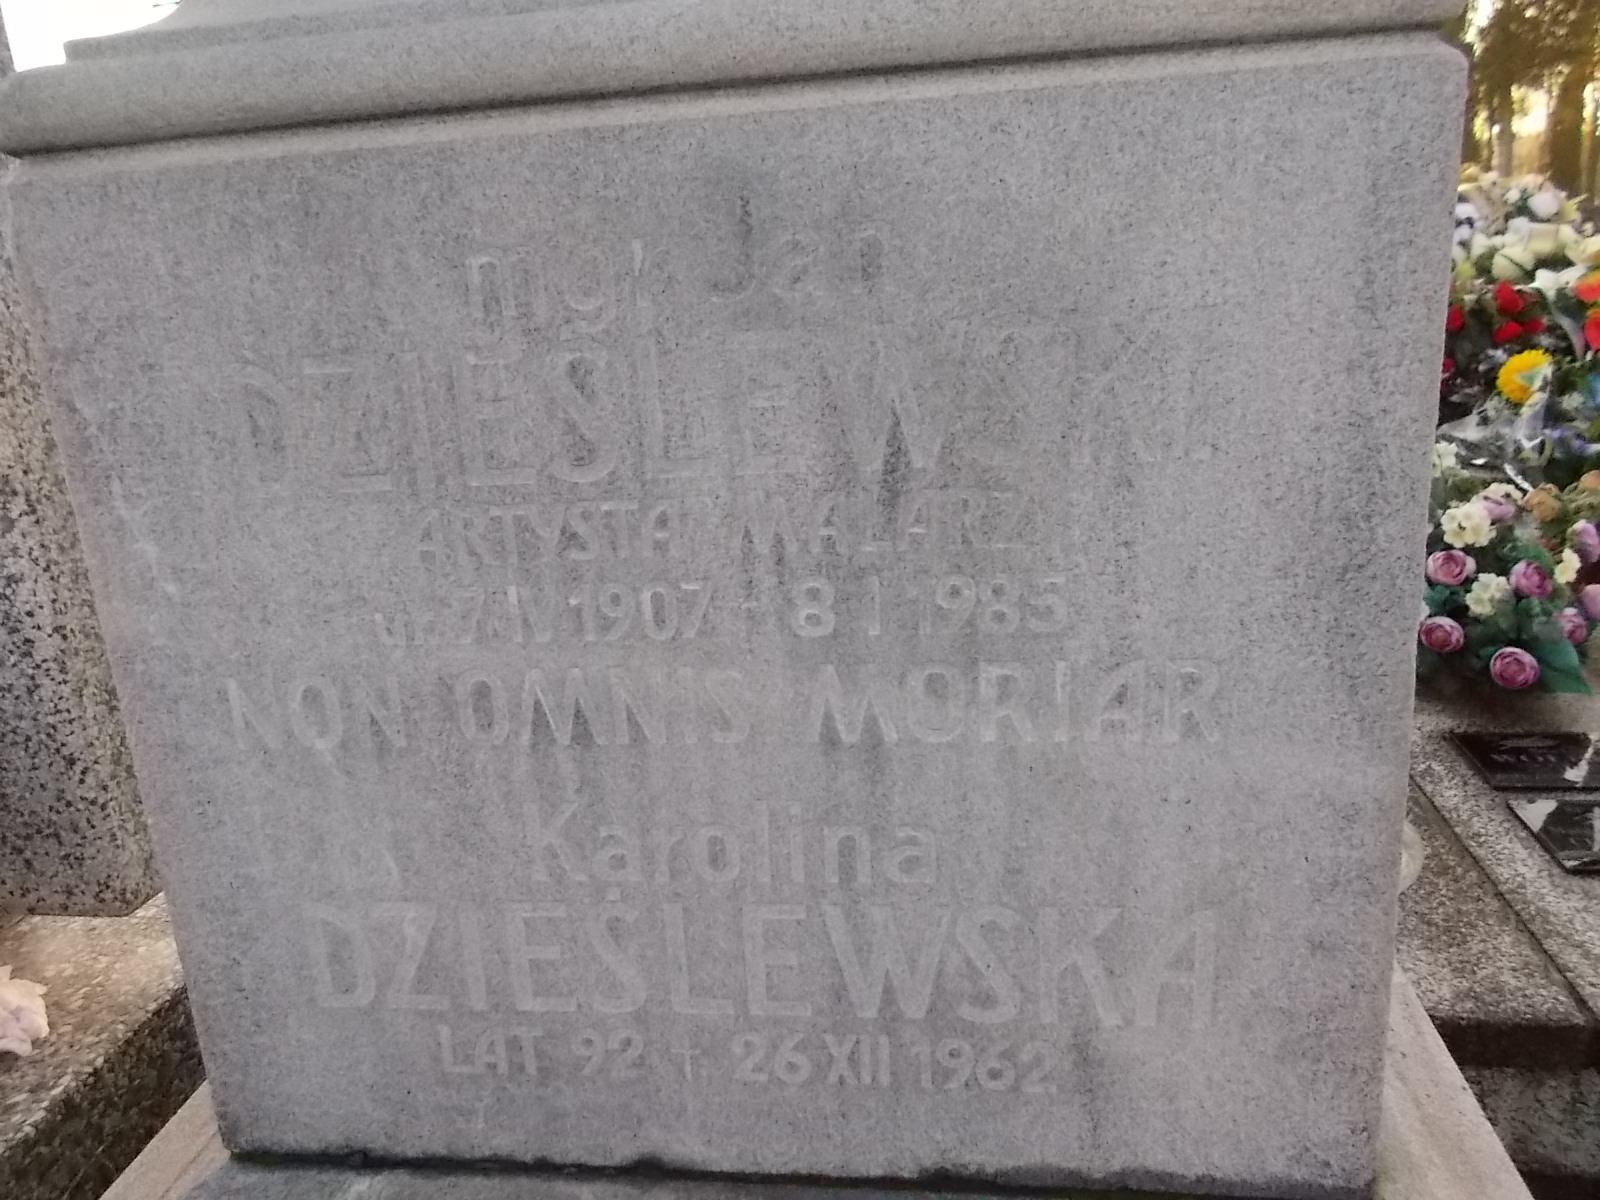 mgr Jan
DZIEŚLEWSKI
ARTYSTA MALARZ
ur. 7 IV 1907 - 8 I 1985
NON OMNIS MORIAR
Karolina
DZIEŚLEWSKA
LAT 92 † 26 XII 1962